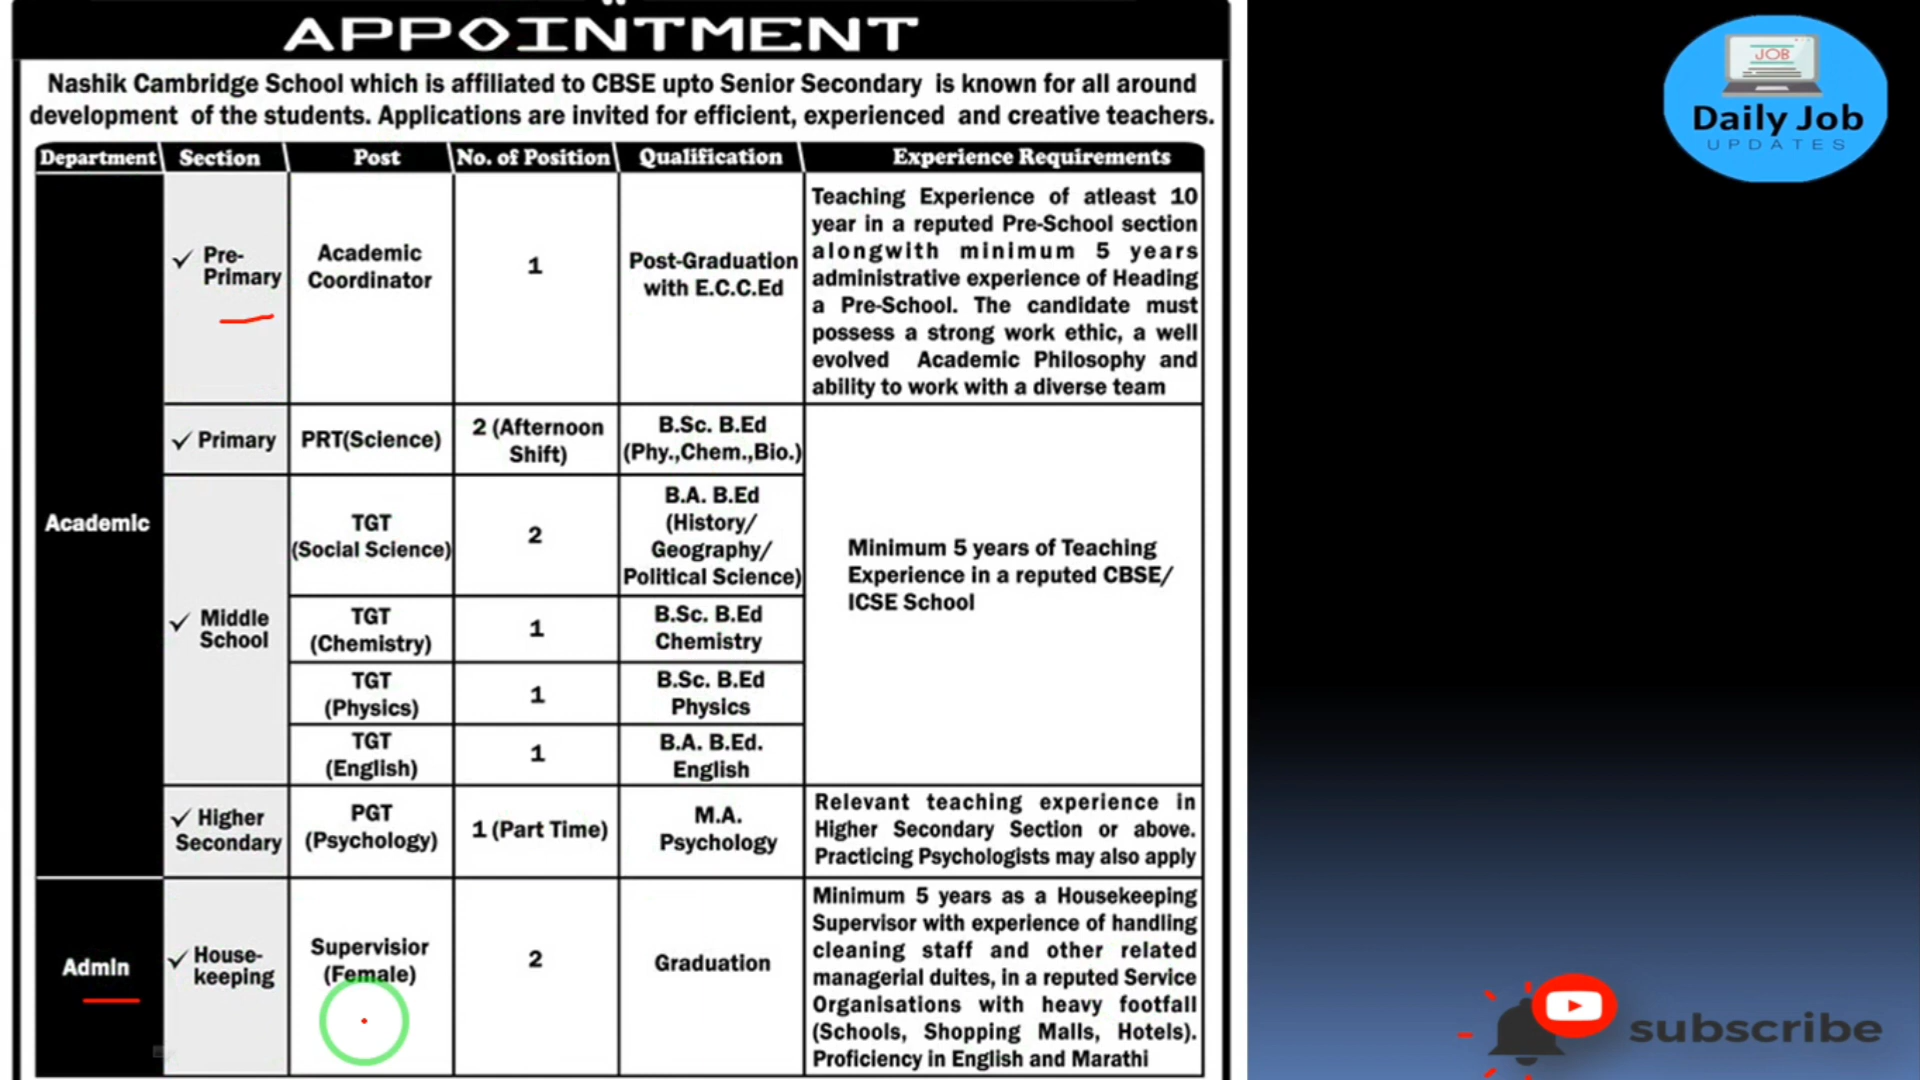 APPOINTMENT
Nashik Cambridge School which is affiliated to CBSE upto Senior Secondary is known for all around
development of the students. Applications are invited for efficient, experienced and creative teachers.
Department Section Post No. of Position Qualification Experience Requirements
Academic
✓ Pre-
Primary
Academic
Coordinator
1
Post-Graduation
with E.C.C.Ed
Teaching Experience of atleast 10
year in a reputed Pre-School section
alongwith minimum 5 years
administrative experience of Heading
a Pre-School. The candidate must
possess a strong work ethic, a well
evolved Academic Philosophy and
ability to work with a diverse team
✓ Primary
PRT(Science)
2 (Afternoon
Shift)
B.Sc. B.Ed
(Phy.,Chem.,Bio.)
Minimum 5 years of Teaching
Experience in a reputed CBSE/
ICSE School
✓ Middle
School
TGT
(Social Science)
2
B.A. B.Ed
(History/
Geography/
Political Science)
TGT
(Chemistry)
1
B.Sc. B.Ed
Chemistry
TGT
(Physics)
1
B.Sc. B.Ed
Physics
TGT
(English)
1
B.A. B.Ed.
English
✓ Higher
Secondary
PGT
(Psychology)
1 (Part Time)
M.A.
Psychology
Relevant teaching experience in
Higher Secondary Section or above.
Practicing Psychologists may also apply
Admin
✓ House-
keeping
Supervisior
(Female)
2
Graduation
Minimum 5 years as a Housekeeping
Supervisor with experience of handling
cleaning staff and other related
managerial duites, in a reputed Service
Organisations with heavy footfall
(Schools, Shopping Malls, Hotels).
Proficiency in English and Marathi
JOB
Daily Job
UPDATES
subscribe